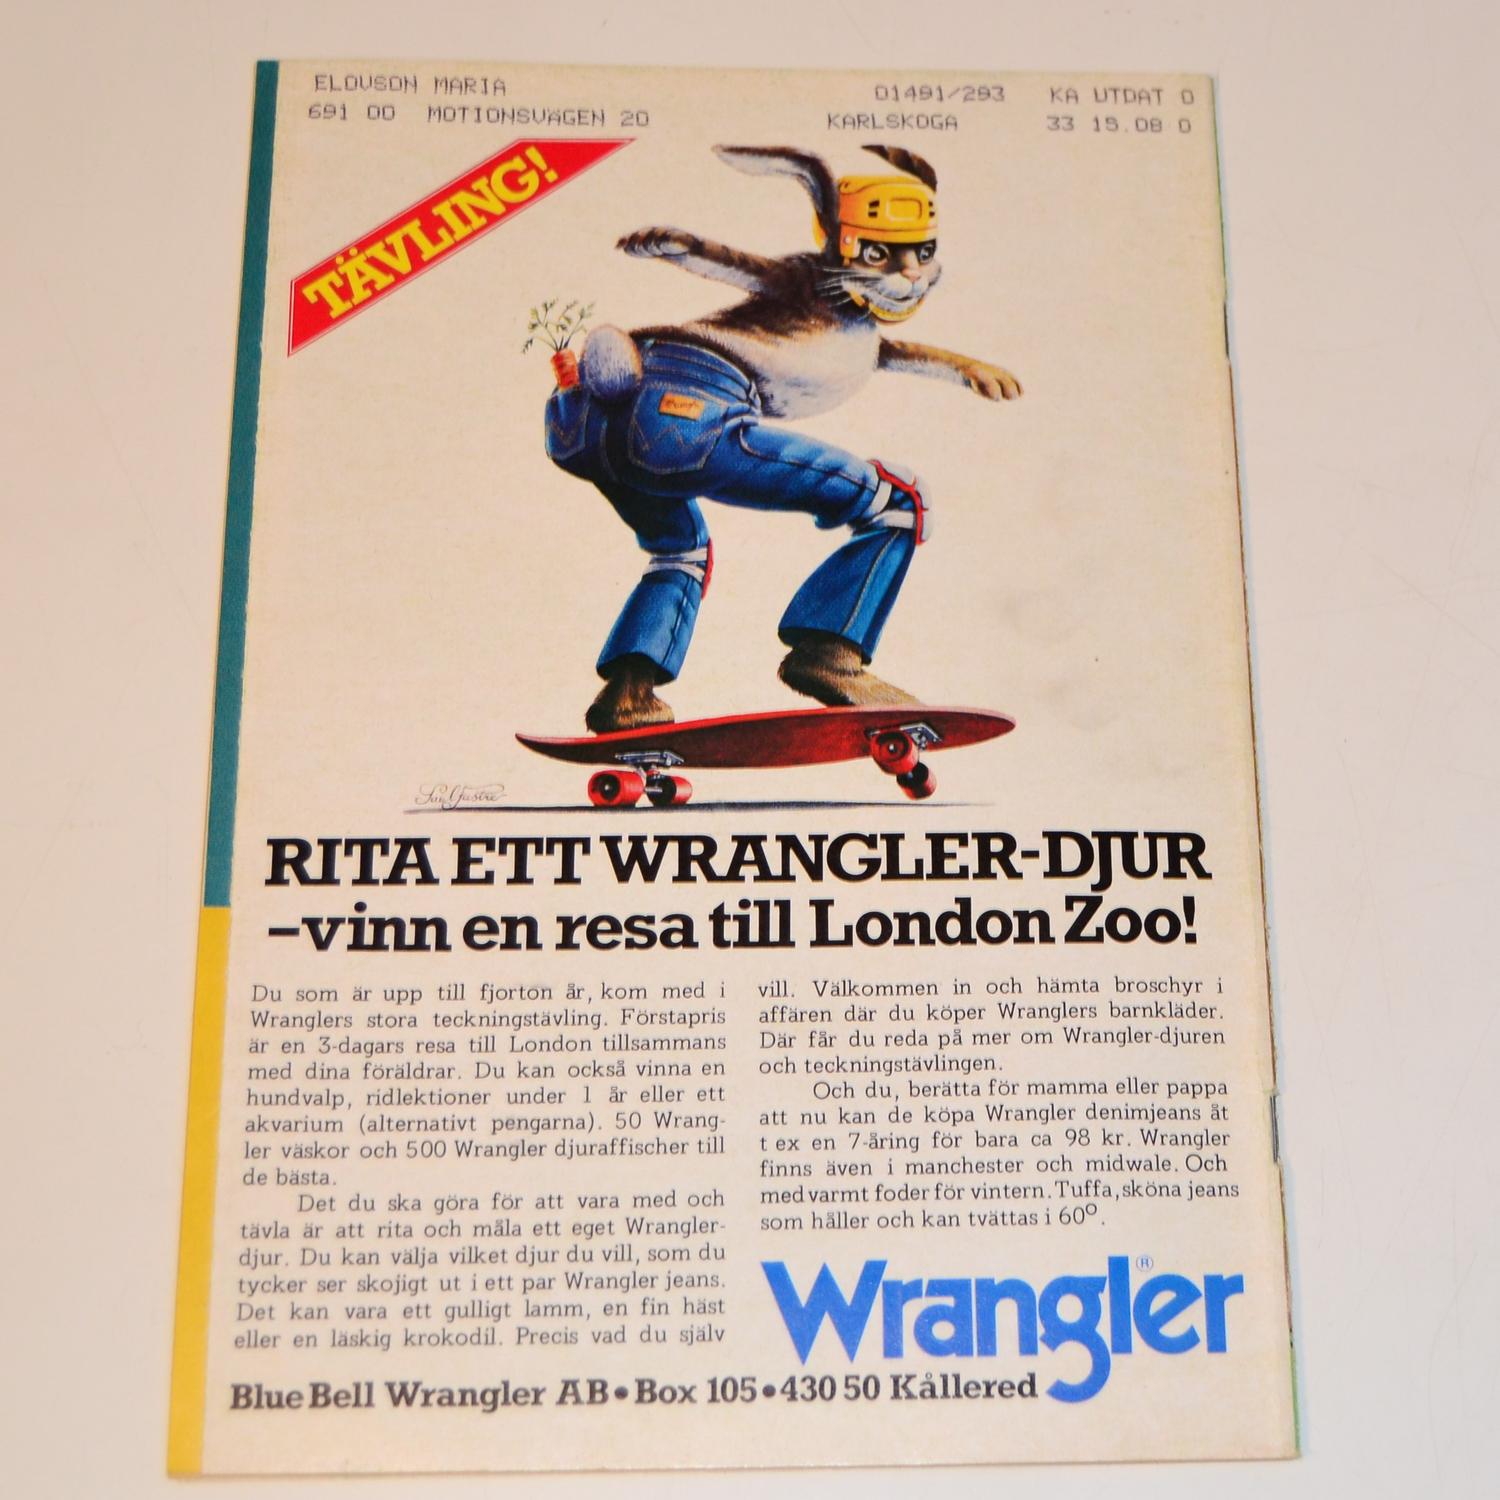 ELOVSON MARIA 01491/293 KA UTDAT 0
691 00 MOTIONSVÄGEN 20 KARLSKOGA 33 15.08 0
TÄVLING!
RITA ETT WRANGLER-DJUR
–vinn en resa till London Zoo!
Du som är upp till fjorton år, kom med i
Wranglers stora teckningstävling. Förstapris
är en 3-dagars resa till London tillsammans
med dina föräldrar. Du kan också vinna en
hundvalp, ridlektioner under 1 år eller ett
akvarium (alternativt pengarna). 50 Wrang-
ler väskor och 500 Wrangler djuraffischer till
de bästa.
Det du ska göra för att vara med och
tävla är att rita och måla ett eget Wrangler-
djur. Du kan välja vilket djur du vill, som du
tycker ser skojigt ut i ett par Wrangler jeans.
Det kan vara ett gulligt lamm, en fin häst
eller en läskig krokodil. Precis vad du själv
vill. Välkommen in och hämta broschyr i
affären där du köper Wranglers barnkläder.
Där får du reda på mer om Wrangler-djuren
och teckningstävlingen.
Och du, berätta för mamma eller pappa
att nu kan de köpa Wrangler denimjeans åt
t ex en 7-åring för bara ca 98 kr. Wrangler
finns även i manchester och midwale. Och
med varmt foder för vintern. Tuffa, sköna jeans
som håller och kan tvättas i 60°.
Wrangler®
Blue Bell Wrangler AB • Box 105 • 430 50 Kållered